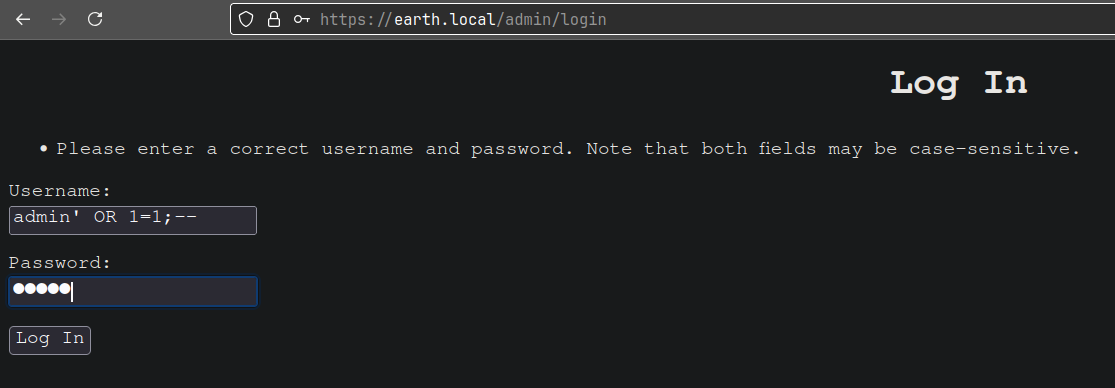 https://earth.local/admin/login
Log In
• Please enter a correct username and password. Note that both fields may be case-sensitive.
Username:
admin' OR 1=1;--
Password:
●●●●●
Log In